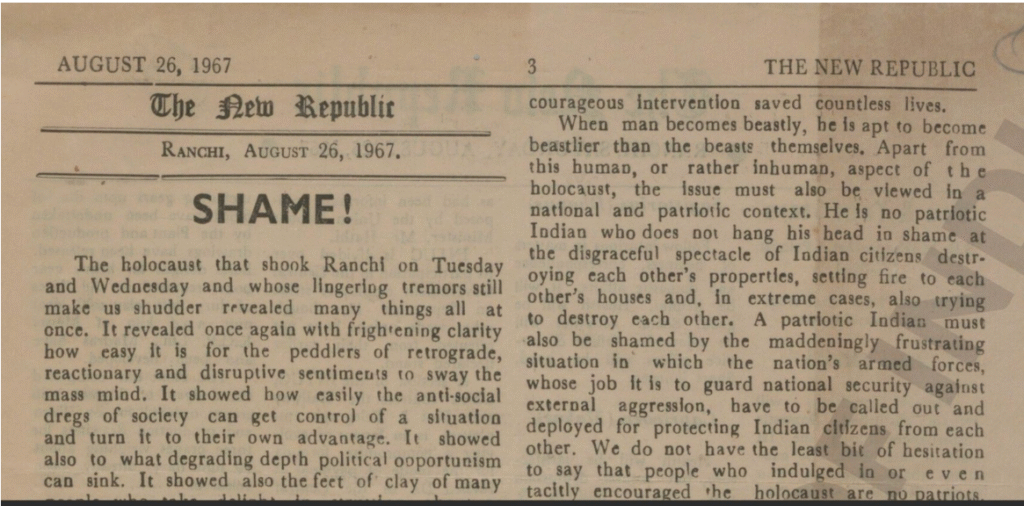 AUGUST 26, 1967
3
THE NEW REPUBLIC
The New Republic
RANCHI, AUGUST 26, 1967.
SHAME!
The holocaust that shook Ranchi on Tuesday
and Wednesday and whose lingering tremors still
make us shudder revealed many things all at
once. It revealed once again with frightening clarity
how easy it is for the peddlers of retrograde,
reactionary and disruptive sentiments to sway the
mass mind. It showed how easily the anti-social
dregs of society can get control of a situation
and turn it to their own advantage. It showed
also to what degrading depth political opportunism
can sink. It showed also the feet of clay of many
people who take delight in
courageous intervention saved countless lives.
When man becomes beastly, he is apt to become
beastlier than the beasts themselves. Apart from
this human, or rather inhuman, aspect of the
holocaust, the issue must also be viewed in a
national and patriotic context. He is no patriotic
Indian who does not hang his head in shame at
the disgraceful spectacle of Indian citizens destr-
oying each other's properties, setting fire to each
other's houses and, in extreme cases, also trying
to destroy each other. A patriotic Indian must
also be shamed by the maddeningly frustrating
situation in which the nation's armed forces,
whose job it is to guard national security against
external aggression, have to be called out and
deployed for protecting Indian citizens from each
other. We do not have the least bit of hesitation
to say that people who indulged in or even
tacitly encouraged the holocaust are no patriots.